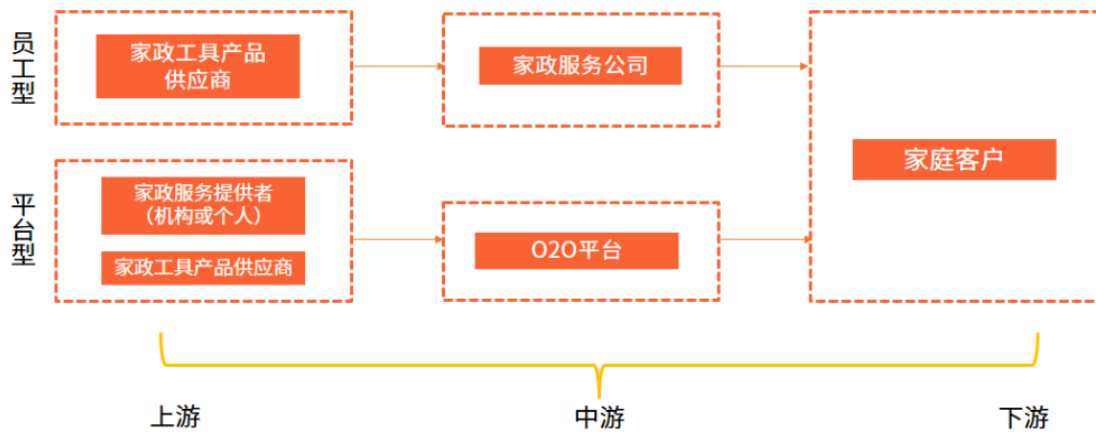 员工型
家政工具产品
供应商
家政服务公司
家庭客户
平台型
家政服务提供者
（机构或个人）
家政工具产品供应商
O2O平台
上游
中游
下游